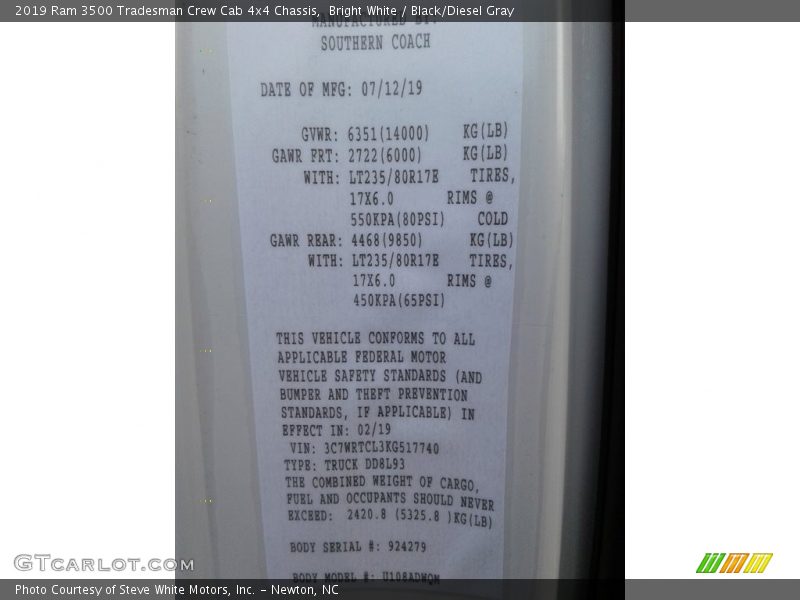 2019 Ram 3500 Tradesman Crew Cab 4x4 Chassis, Bright White / Black/Diesel Gray
MANUFACTURED BY:
SOUTHERN COACH
DATE OF MFG: 07/12/19
GVWR: 6351(14000) KG(LB)
GAWR FRT: 2722(6000) KG(LB)
WITH: LT235/80R17E TIRES,
17X6.0 RIMS @
550KPA(80PSI) COLD
GAWR REAR: 4468(9850) KG(LB)
WITH: LT235/80R17E TIRES,
17X6.0 RIMS @
450KPA(65PSI)
THIS VEHICLE CONFORMS TO ALL
APPLICABLE FEDERAL MOTOR
VEHICLE SAFETY STANDARDS (AND
BUMPER AND THEFT PREVENTION
STANDARDS, IF APPLICABLE) IN
EFFECT IN: 02/19
VIN: 3C7WRTCL3KG517740
TYPE: TRUCK DD8L93
THE COMBINED WEIGHT OF CARGO,
FUEL AND OCCUPANTS SHOULD NEVER
EXCEED: 2420.8 (5325.8 )KG(LB)
BODY SERIAL #: 924279
BODY MODEL #: U108ADWQM
GTcarlot.com
Photo Courtesy of Steve White Motors, Inc. – Newton, NC